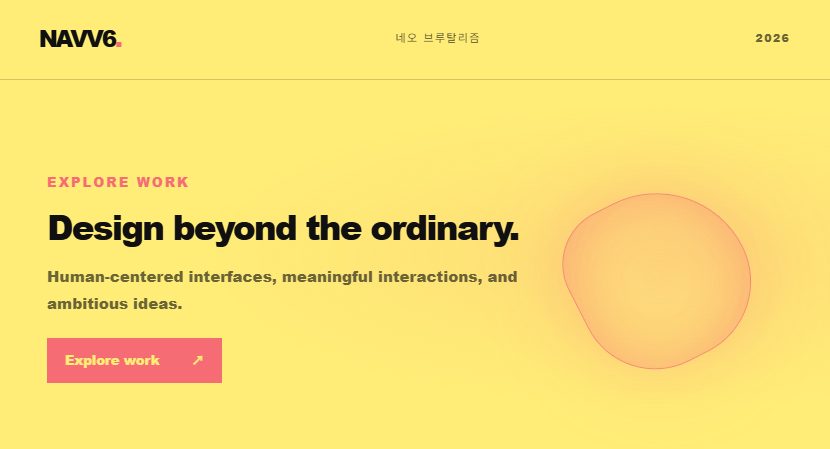 NAVV6.
네오 브루탈리즘
2026
EXPLORE WORK
Design beyond the ordinary.
Human-centered interfaces, meaningful interactions, and
ambitious ideas.
Explore work ↗